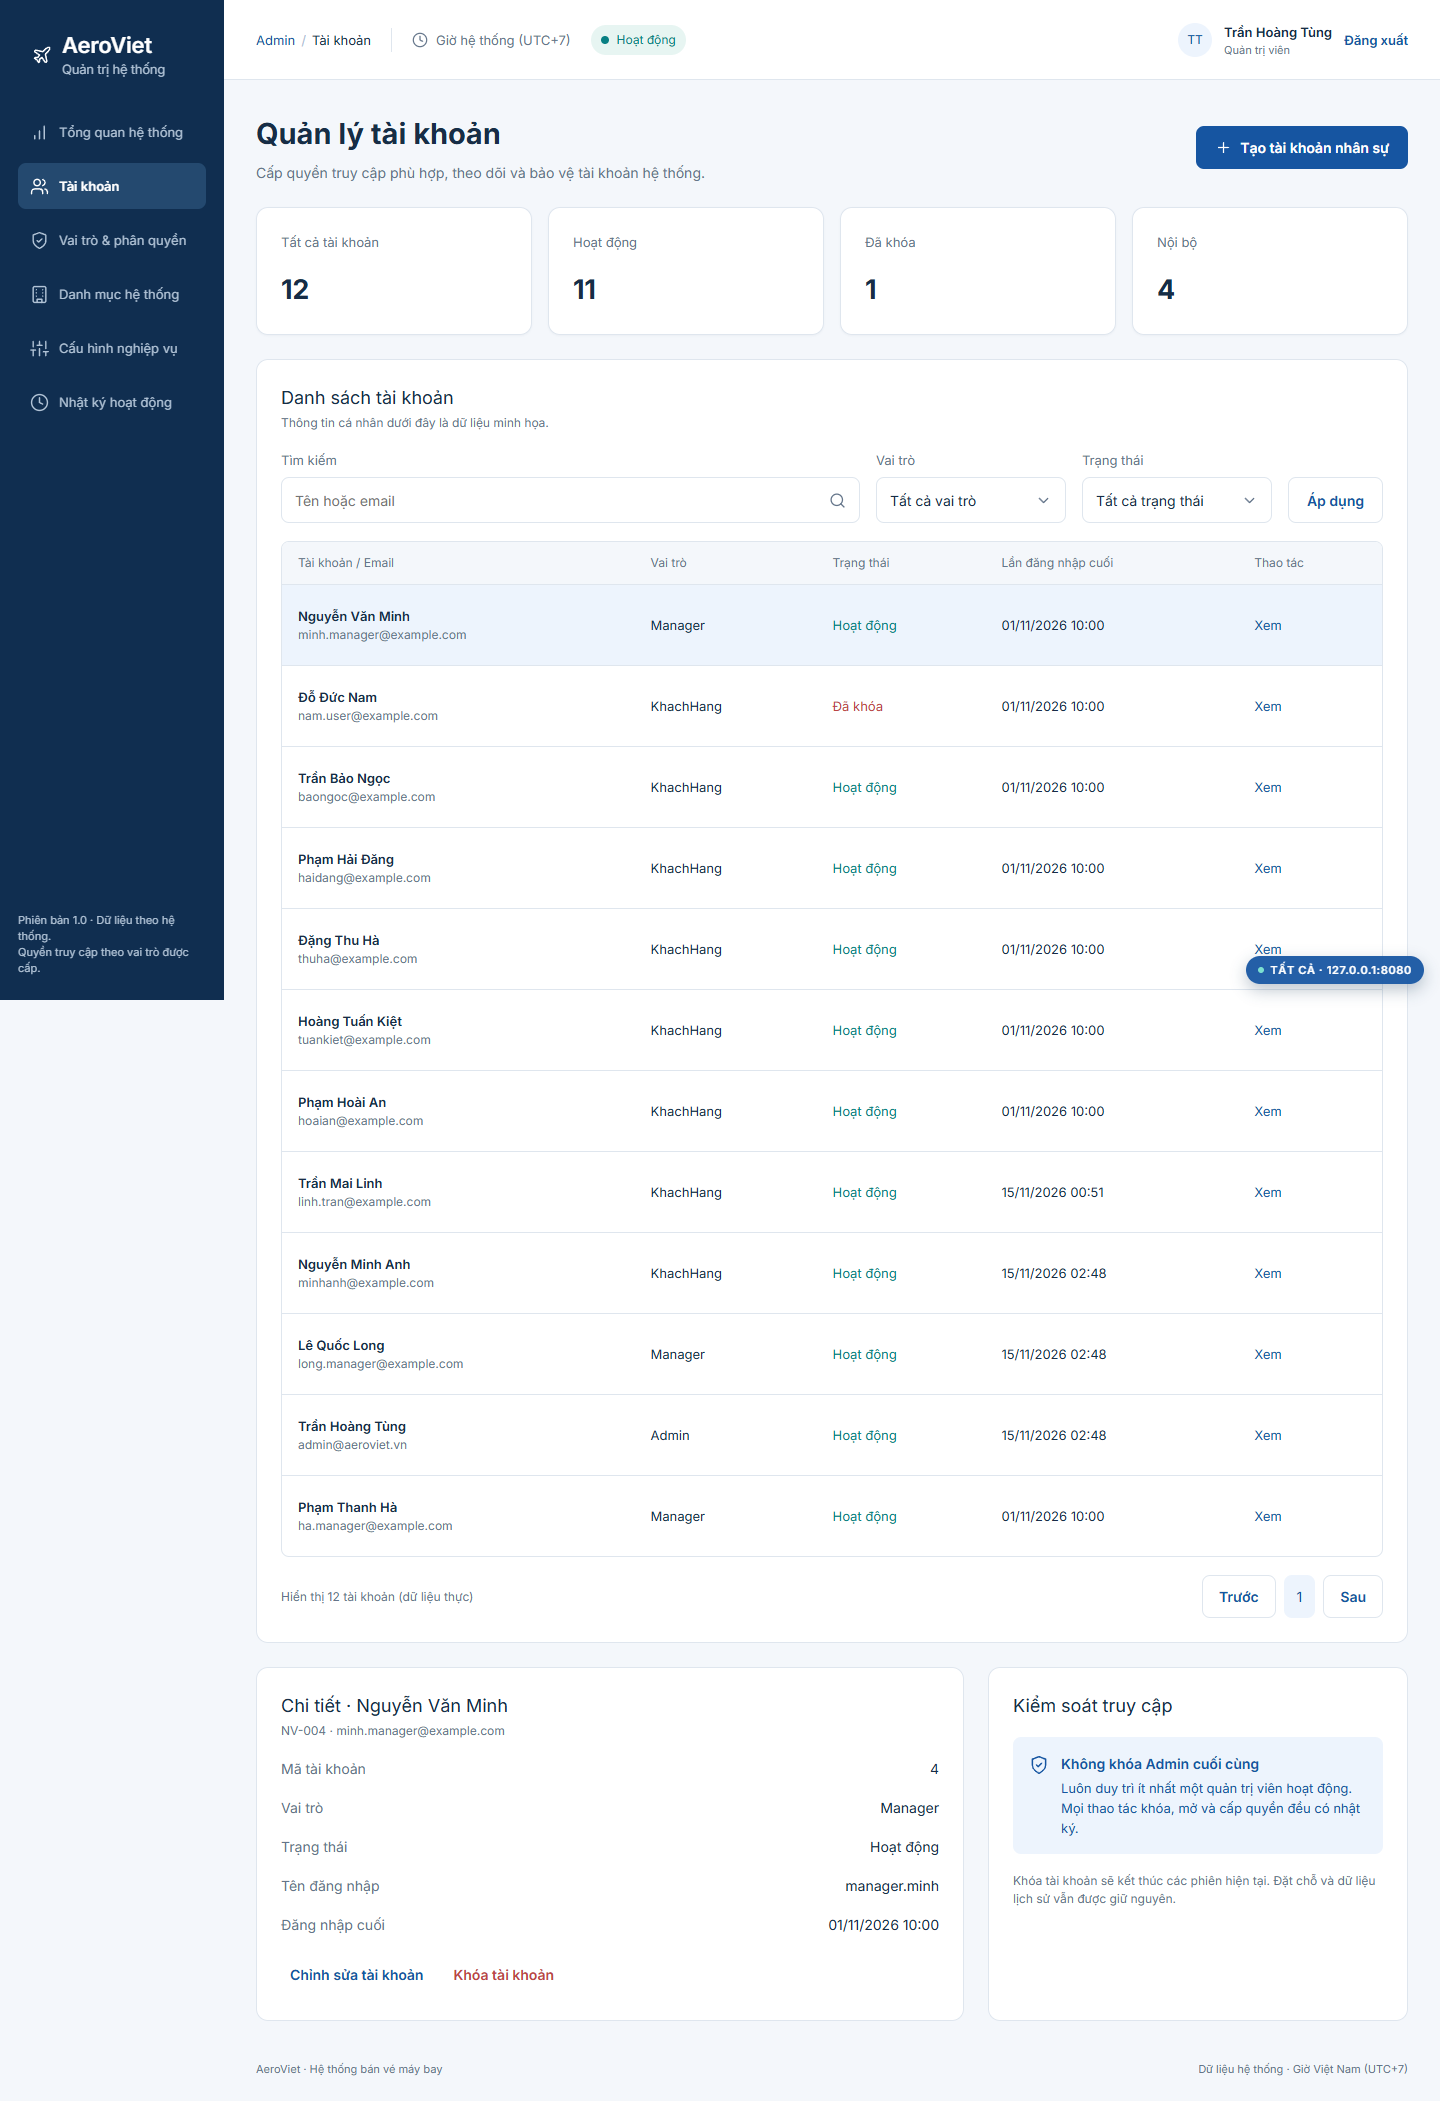 AeroViet
Quản trị hệ thống
Tổng quan hệ thống
Tài khoản
Vai trò & phân quyền
Danh mục hệ thống
Cấu hình nghiệp vụ
Nhật ký hoạt động
Phiên bản 1.0 · Dữ liệu theo hệ
thống.
Quyền truy cập theo vai trò được
cấp.
Admin / Tài khoản
Giờ hệ thống (UTC+7)
Hoạt động
TT
Trần Hoàng Tùng
Quản trị viên
Đăng xuất
Quản lý tài khoản
Cấp quyền truy cập phù hợp, theo dõi và bảo vệ tài khoản hệ thống.
Tạo tài khoản nhân sự
Tất cả tài khoản
12
Hoạt động
11
Đã khóa
1
Nội bộ
4
Danh sách tài khoản
Thông tin cá nhân dưới đây là dữ liệu minh họa.
Tìm kiếm
Tên hoặc email
Vai trò
Tất cả vai trò
Trạng thái
Tất cả trạng thái
Áp dụng
Tài khoản / Email Vai trò Trạng thái Lần đăng nhập cuối Thao tác
Nguyễn Văn Minh
minh.manager@example.com
Manager Hoạt động 01/11/2026 10:00 Xem
Đỗ Đức Nam
nam.user@example.com
KhachHang Đã khóa 01/11/2026 10:00 Xem
Trần Bảo Ngọc
baongoc@example.com
KhachHang Hoạt động 01/11/2026 10:00 Xem
Phạm Hải Đăng
haidang@example.com
KhachHang Hoạt động 01/11/2026 10:00 Xem
Đặng Thu Hà
thuha@example.com
KhachHang Hoạt động 01/11/2026 10:00 Xem
TẤT CẢ · 127.0.0.1:8080
Hoàng Tuấn Kiệt
tuankiet@example.com
KhachHang Hoạt động 01/11/2026 10:00 Xem
Phạm Hoài An
hoaian@example.com
KhachHang Hoạt động 01/11/2026 10:00 Xem
Trần Mai Linh
linh.tran@example.com
KhachHang Hoạt động 15/11/2026 00:51 Xem
Nguyễn Minh Anh
minhanh@example.com
KhachHang Hoạt động 15/11/2026 02:48 Xem
Lê Quốc Long
long.manager@example.com
Manager Hoạt động 15/11/2026 02:48 Xem
Trần Hoàng Tùng
admin@aeroviet.vn
Admin Hoạt động 15/11/2026 02:48 Xem
Phạm Thanh Hà
ha.manager@example.com
Manager Hoạt động 01/11/2026 10:00 Xem
Hiển thị 12 tài khoản (dữ liệu thực)
Trước 1 Sau
Chi tiết · Nguyễn Văn Minh
NV-004 · minh.manager@example.com
Mã tài khoản 4
Vai trò Manager
Trạng thái Hoạt động
Tên đăng nhập manager.minh
Đăng nhập cuối 01/11/2026 10:00
Chỉnh sửa tài khoản Khóa tài khoản
Kiểm soát truy cập
Không khóa Admin cuối cùng
Luôn duy trì ít nhất một quản trị viên hoạt động.
Mọi thao tác khóa, mở và cấp quyền đều có nhật
ký.
Khóa tài khoản sẽ kết thúc các phiên hiện tại. Đặt chỗ và dữ liệu
lịch sử vẫn được giữ nguyên.
AeroViet · Hệ thống bán vé máy bay
Dữ liệu hệ thống · Giờ Việt Nam (UTC+7)